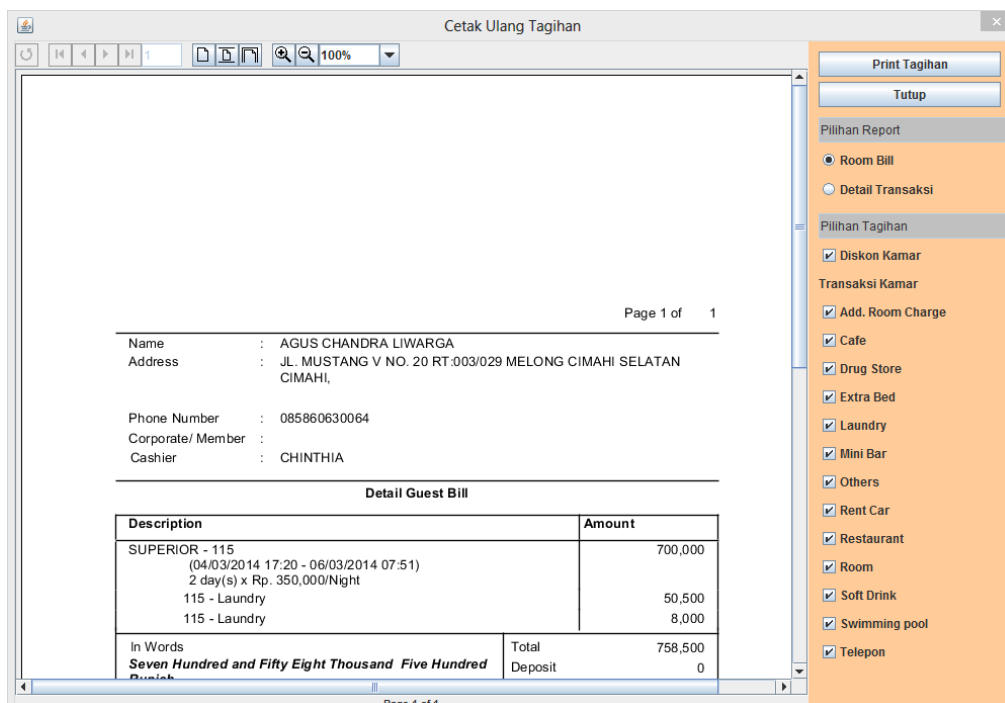 Cetak Ulang Tagihan
1
100%
Page 1 of 1
Name : AGUS CHANDRA LIWARGA
Address : JL. MUSTANG V NO. 20 RT:003/029 MELONG CIMAHI SELATAN
CIMAHI,
Phone Number : 085860630064
Corporate/ Member :
Cashier : CHINTHIA
Detail Guest Bill
Description Amount
SUPERIOR - 115 700,000
(04/03/2014 17:20 - 06/03/2014 07:51)
2 day(s) x Rp. 350,000/Night
115 - Laundry 50,500
115 - Laundry 8,000
In Words Total 758,500
Seven Hundred and Fifty Eight Thousand Five Hundred Deposit 0
Rupiah
Page 1 of 1
Print Tagihan
Tutup
Pilihan Report
Room Bill
Detail Transaksi
Pilihan Tagihan
Diskon Kamar
Transaksi Kamar
Add. Room Charge
Cafe
Drug Store
Extra Bed
Laundry
Mini Bar
Others
Rent Car
Restaurant
Room
Soft Drink
Swimming pool
Telepon